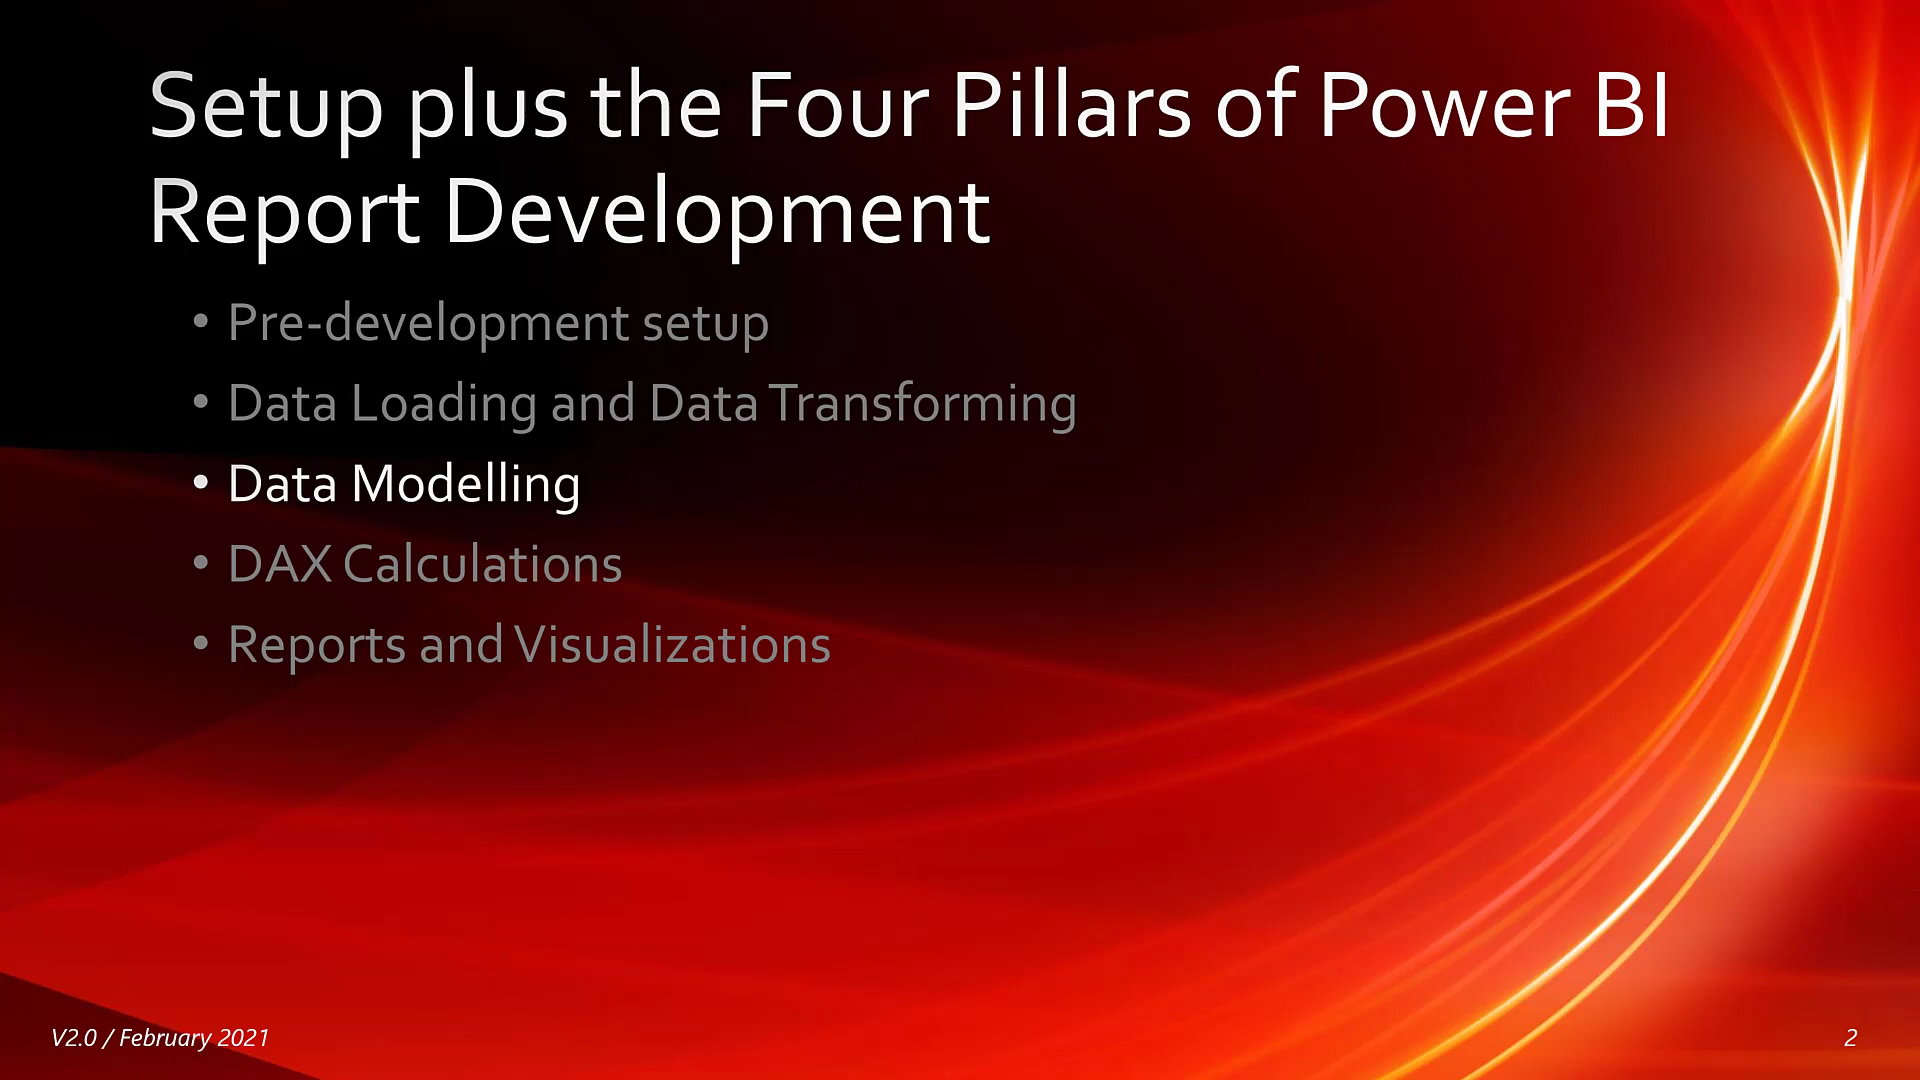 Setup plus the Four Pillars of Power BI
Report Development
• Pre-development setup
• Data Loading and Data Transforming
• Data Modelling
• DAX Calculations
• Reports and Visualizations
V2.0 / February 2021
2